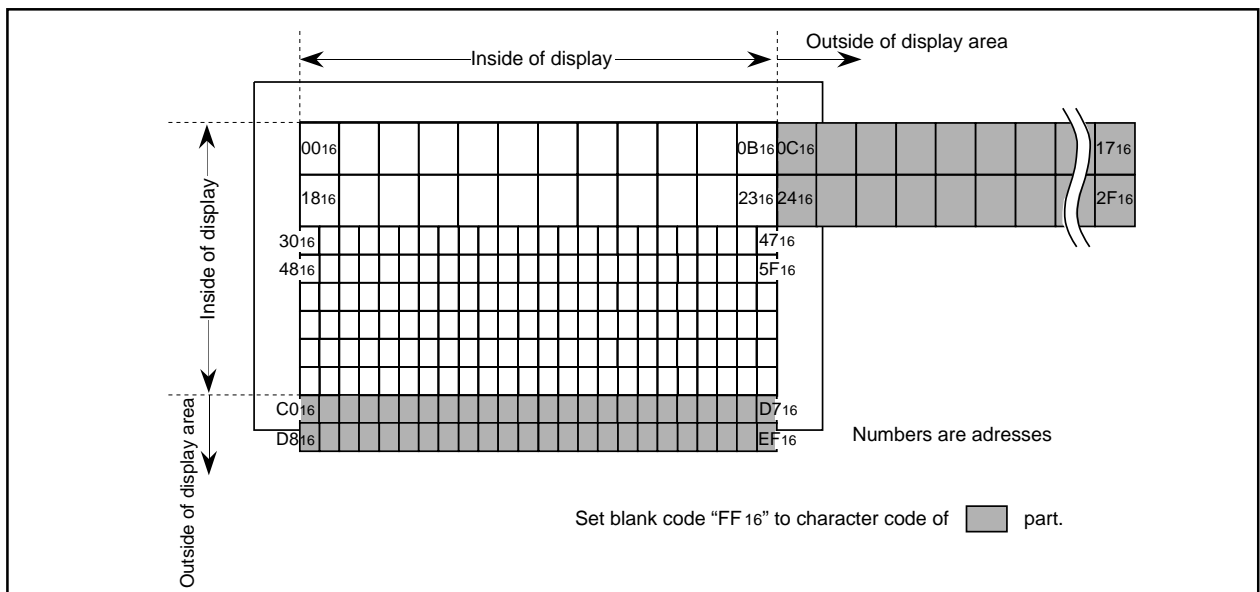 Outside of display area
Inside of display
Inside of display
0016 0B16 0C16 1716
1816 2316 2416 2F16
3016 4716
4816 5F16
C016 D716
D816 EF16
Outside of display area
Numbers are adresses
Set blank code “FF16” to character code of part.